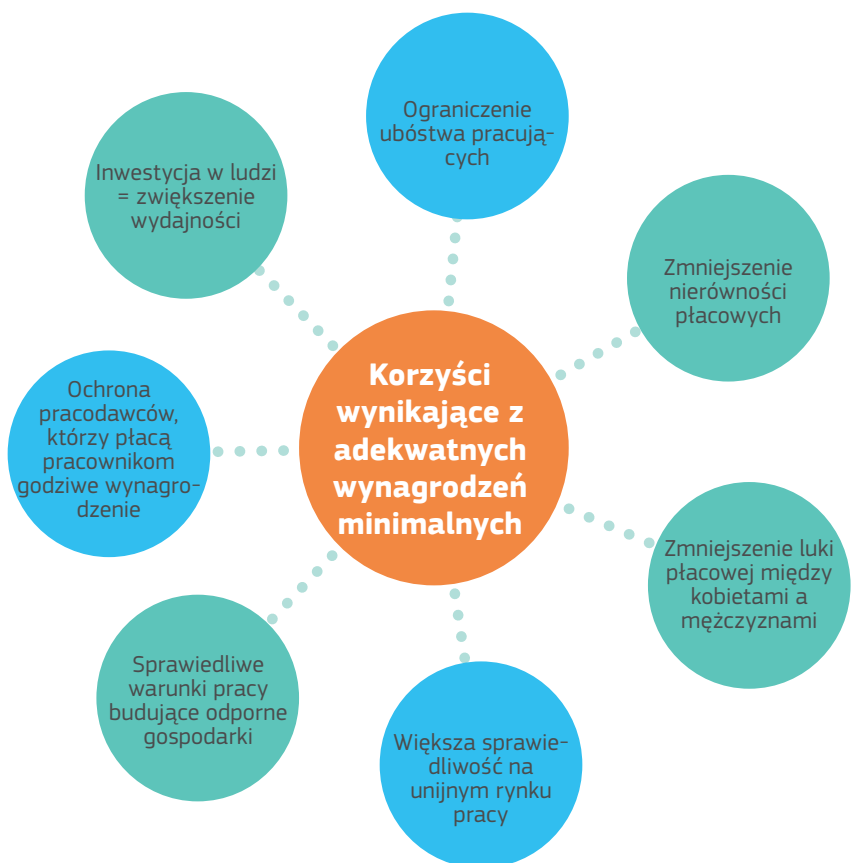 Ograniczenie
ubóstwa pracują-
cych
Inwestycja w ludzi
= zwiększenie
wydajności
Zmniejszenie
nierówności
płacowych
Korzyści
wynikające z
adekwatnych
wynagrodzeń
minimalnych
Ochrona
pracodawców,
którzy płacą
pracownikom
godziwe wynagro-
dzenie
Zmniejszenie luki
płacowej między
kobietami a
mężczyznami
Sprawiedliwe
warunki pracy
budujące odporne
gospodarki
Większa sprawie-
dliwość na
unijnym rynku
pracy